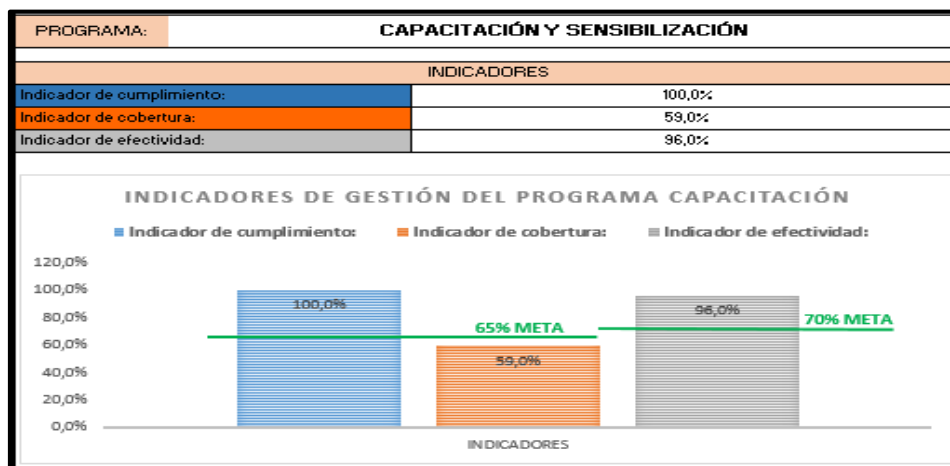 PROGRAMA: CAPACITACIÓN Y SENSIBILIZACIÓN
INDICADORES
Indicador de cumplimiento: 100,0%
Indicador de cobertura: 59,0%
Indicador de efectividad: 96,0%
INDICADORES DE GESTIÓN DEL PROGRAMA CAPACITACIÓN
Indicador de cumplimiento: Indicador de cobertura: Indicador de efectividad:
120,0%
100,0%
80,0%
60,0%
40,0%
20,0%
0,0%
100,0%
65% META
59,0%
96,0%
70% META
INDICADORES